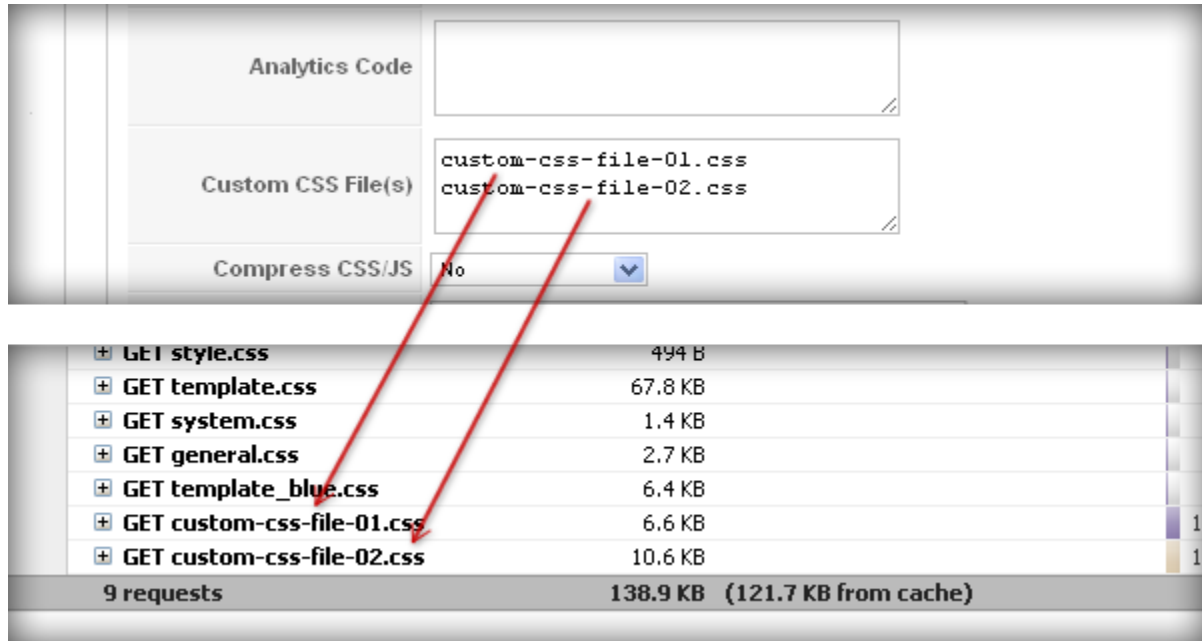 Analytics Code
custom-css-file-01.css
Custom CSS File(s) custom-css-file-02.css
Compress CSS/JS No
GET style.css 494 B
GET template.css 67.8 KB
GET system.css 1.4 KB
GET general.css 2.7 KB
GET template_blue.css 6.4 KB
GET custom-css-file-01.css 6.6 KB 1
GET custom-css-file-02.css 10.6 KB 1
9 requests 138.9 KB (121.7 KB from cache)